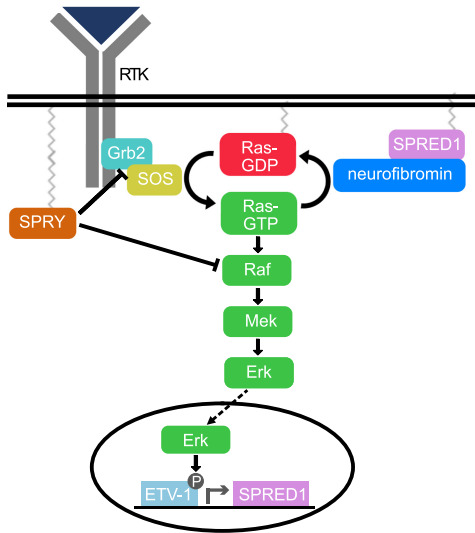 RTK
Grb2
SOS
Ras-
GDP
SPRED1
neurofibromin
Ras-
GTP
SPRY
Raf
Mek
Erk
Erk
P
ETV-1
SPRED1